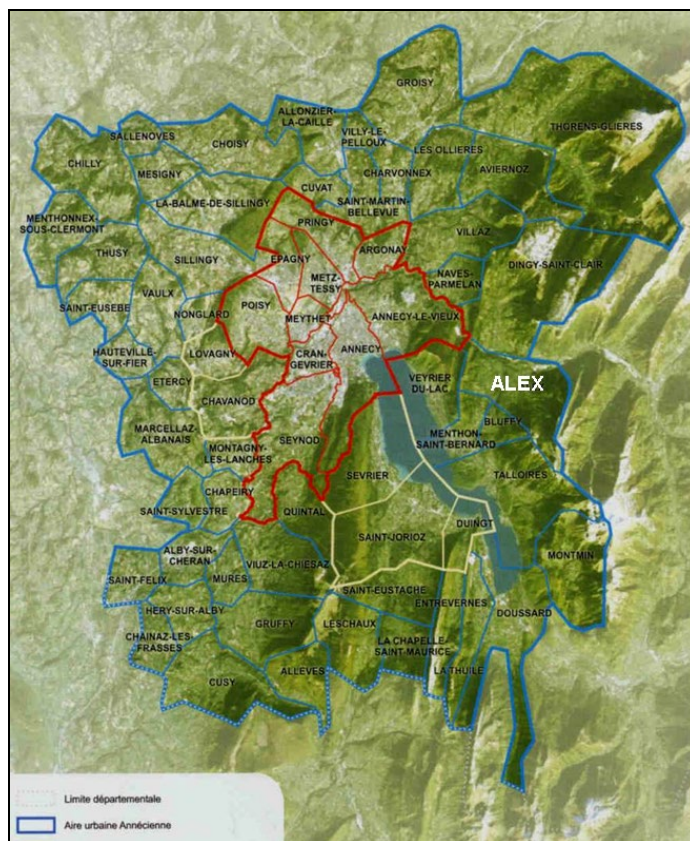 GROISY
THORENS-GLIERES
ALLONZIER-
LA-CAILLE
SALLENOVES
CHOISY
VILLY-LE-
PELLOUX
LES OLLIERES
CHILLY
MESIGNY
CHARVONNEX
AVIERNOZ
CUVAT
LA-BALME-DE-SILLINGY
SAINT-MARTIN-
BELLEVUE
MENTHONNEX-
SOUS-CLERMONT
PRINGY
VILLAZ
ARGONAY
THUSY
SILLINGY
EPAGNY
DINGY-SAINT-CLAIR
METZ-
TESSY
NAVES-
PARMELAN
VAULX
SAINT-EUSEBE
POISY
NONGLARD
MEYTHET
ANNECY-LE-VIEUX
HAUTEVILLE-
SUR-FIER
LOVAGNY
CRAN-
GEVRIER
ANNECY
ETERCY
VEYRIER
DU-LAC
ALEX
CHAVANOD
BLUFFY
MARCELLAZ-
ALBANAIS
MENTHON-
SAINT-BERNARD
SEYNOD
MONTAGNY-
LES-LANCHES
TALLOIRES
SEVRIER
CHAPEIRY
SAINT-SYLVESTRE
QUINTAL
DUINGT
SAINT-JORIOZ
ALBY-SUR-
CHERAN
MONTMIN
VIUZ-LA-CHIESAZ
SAINT-FELIX
MURES
SAINT-EUSTACHE
ENTREVERNES
HERY-SUR-ALBY
DOUSSARD
GRUFFY
LESCHAUX
CHAINAZ-LES-
FRASSES
LA CHAPELLE-
SAINT-MAURICE
ALLEVES
LA THUILE
CUSY
Limite départementale
Aire urbaine Annécienne